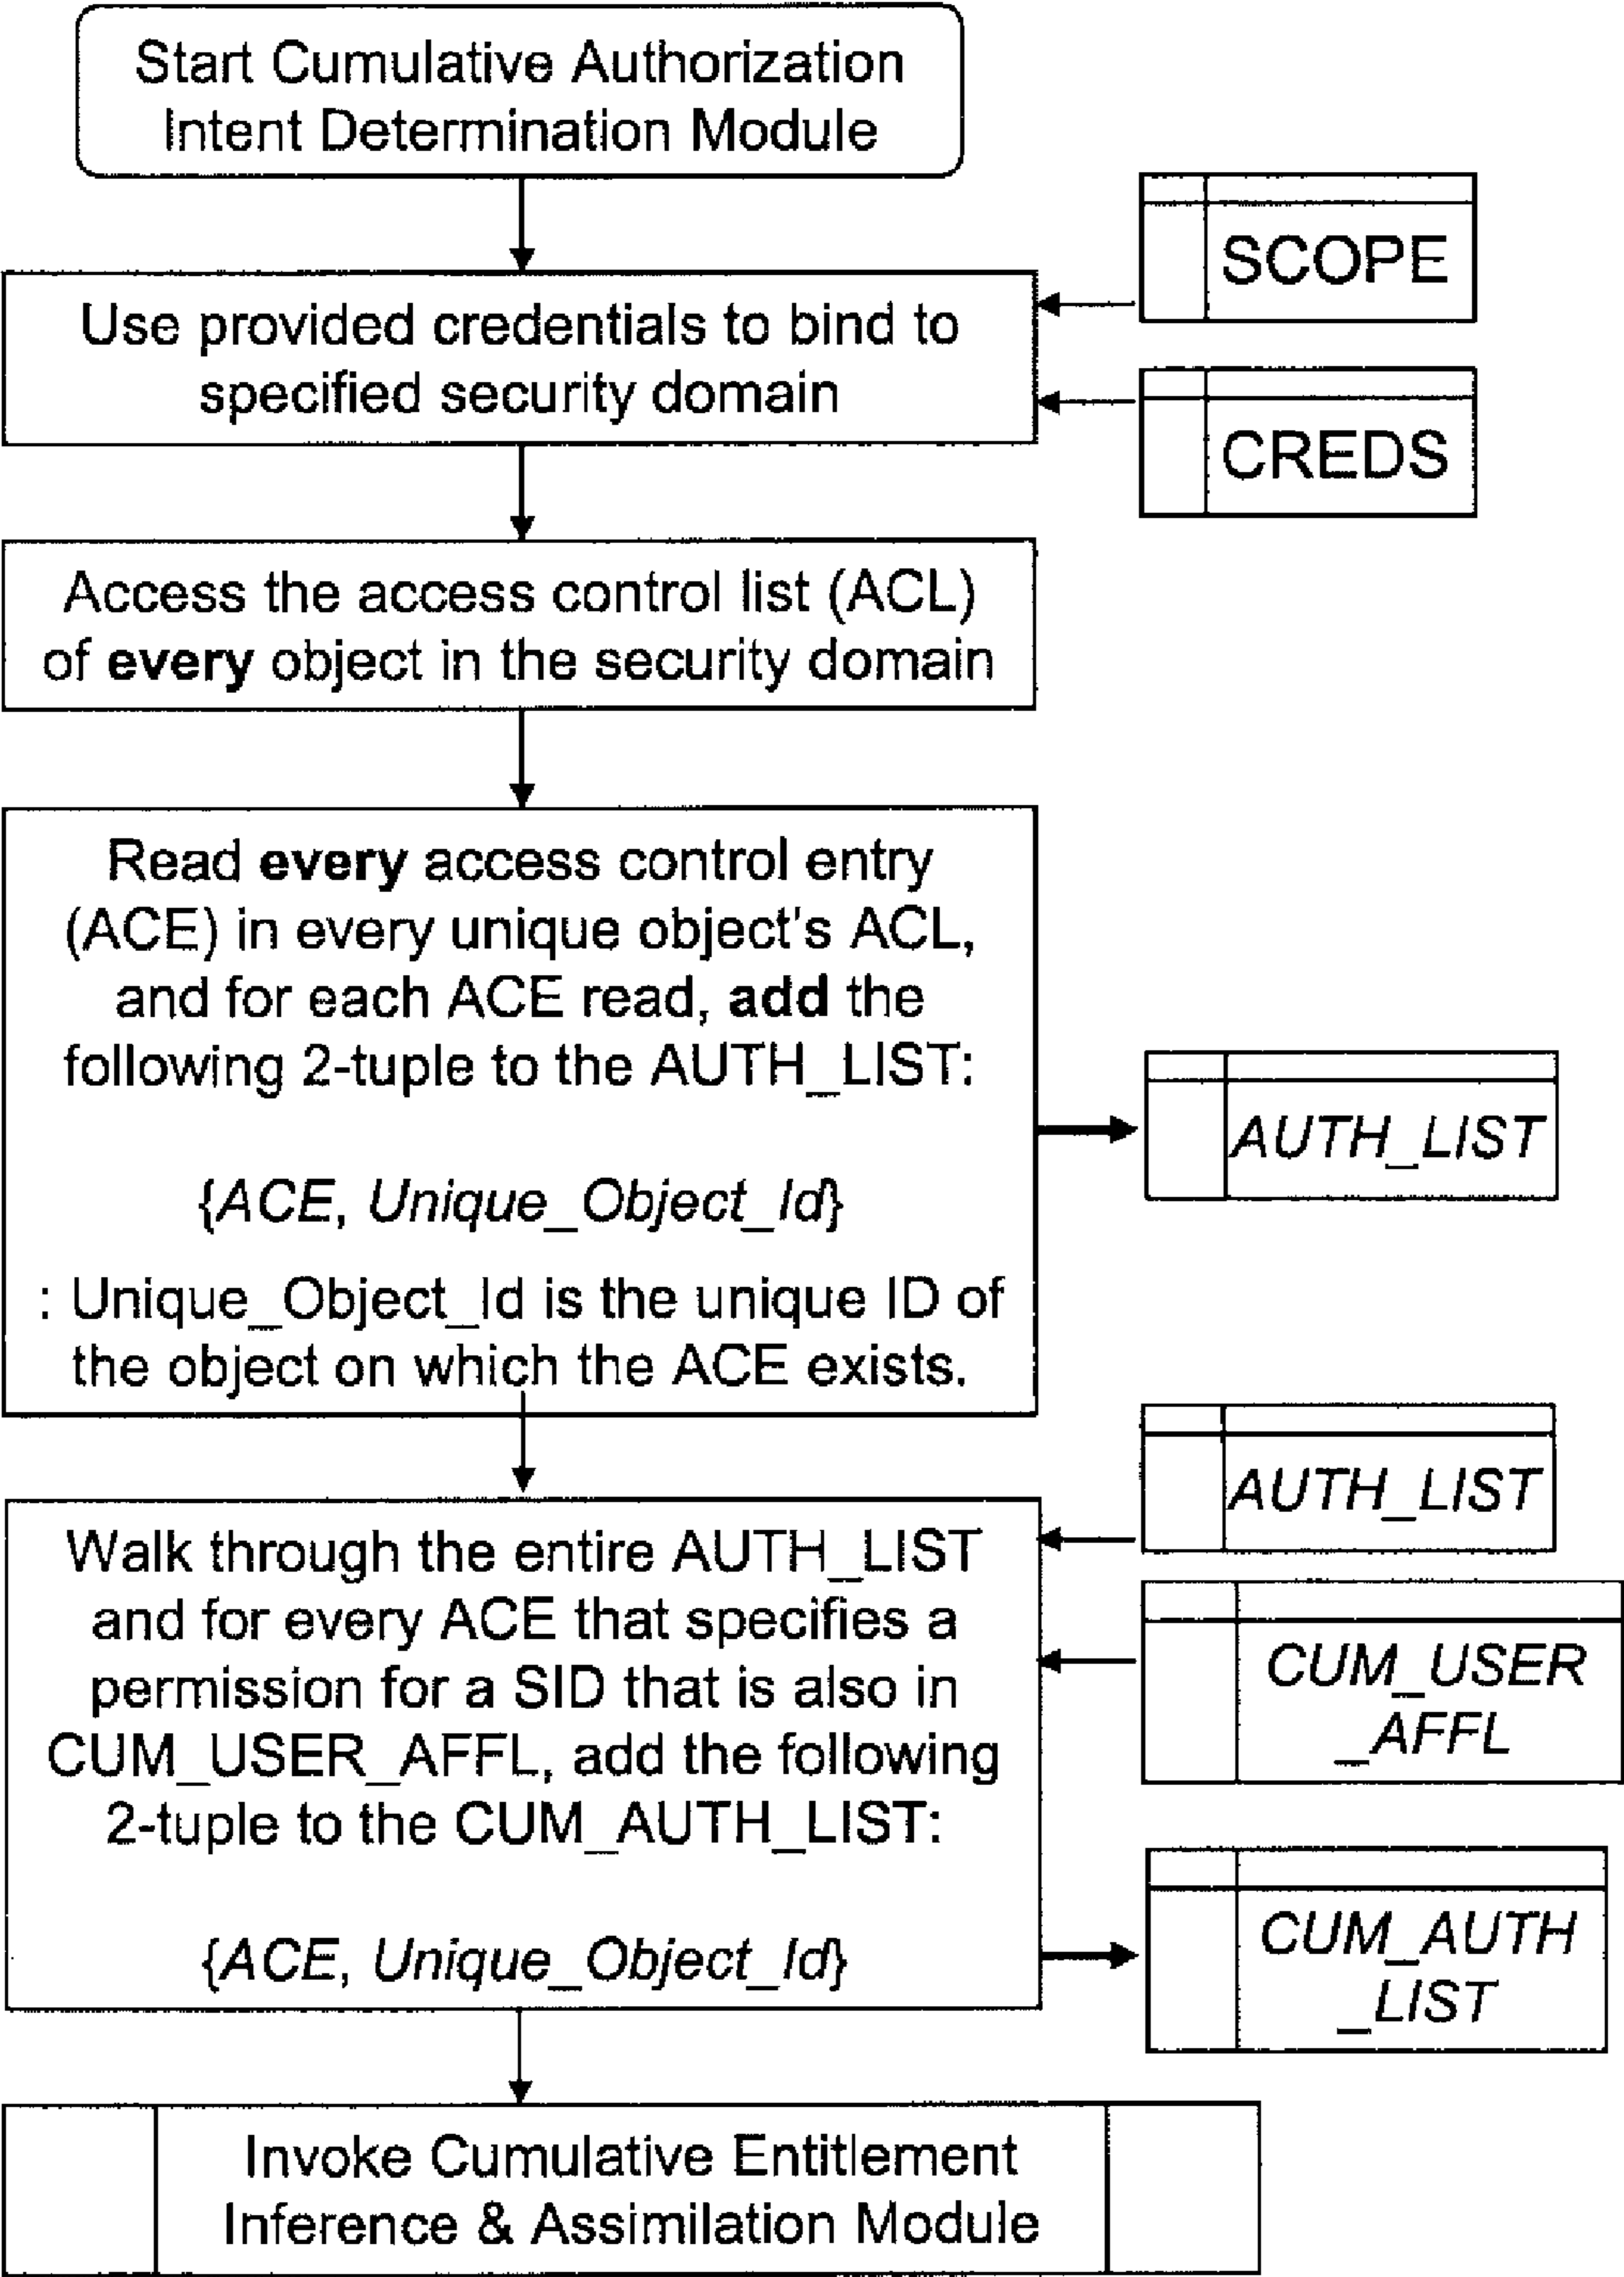 Start Cumulative Authorization
Intent Determination Module
SCOPE
Use provided credentials to bind to
specified security domain
CREDS
Access the access control list (ACL)
of every object in the security domain
Read every access control entry
(ACE) in every unique object's ACL,
and for each ACE read, add the
following 2-tuple to the AUTH_LIST:
AUTH_LIST
{ACE, Unique_Object_Id}
: Unique_Object_Id is the unique ID of
the object on which the ACE exists.
AUTH_LIST
Walk through the entire AUTH_LIST
and for every ACE that specifies a
permission for a SID that is also in
CUM_USER_AFFL, add the following
2-tuple to the CUM_AUTH_LIST:
CUM_USER
_AFFL
{ACE, Unique_Object_Id}
CUM_AUTH
_LIST
Invoke Cumulative Entitlement
Inference & Assimilation Module